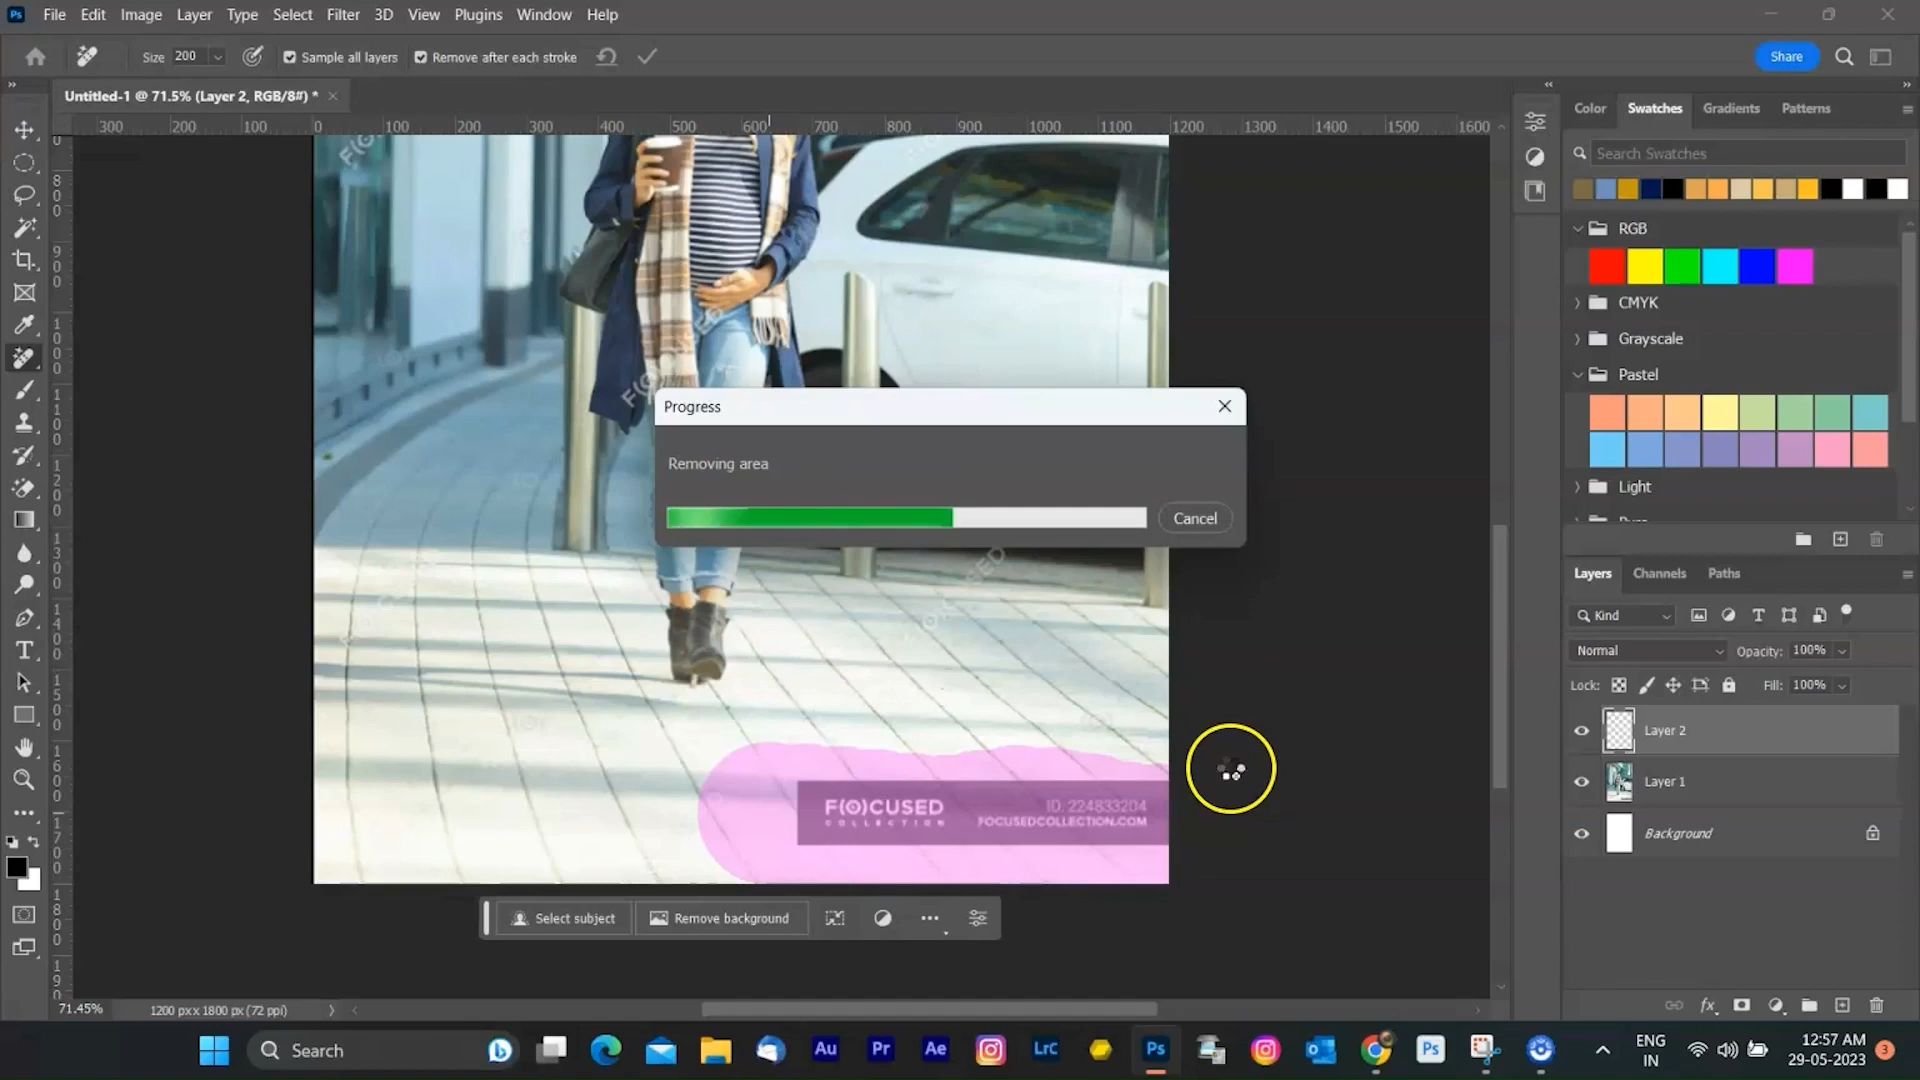 File Edit Image Layer Type Select Filter 3D View Plugins Window Help
Size 200 Sample all layers Remove after each stroke Share
Untitled-1 @ 71.5% (Layer 2, RGB/8#) *
300 200 100 0 100 200 300 400 500 600 700 800 900 1000 1100 1200 1300 1400 1500 1600
Color Swatches Gradients Patterns
Search Swatches
RGB
CMYK
Grayscale
Pastel
Light
Progress
Removing area
Cancel
F(O)CUSED
COLLECTION
ID: 224833204
FOCUSEDCOLLECTION.COM
Select subject Remove background
Layers Channels Paths
Kind
Normal Opacity: 100%
Lock: Fill: 100%
Layer 2
Layer 1
Background
71.45% 1200 px x 1800 px (72 ppi)
Search Au Pr Ae LrC Ps Ps
ENG
IN
12:57 AM
29-05-2023
3